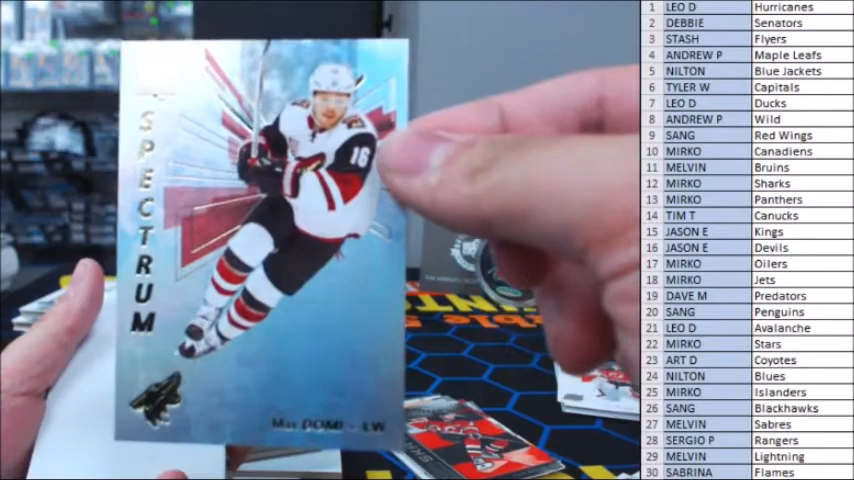 SPECTRUM
16
Max DOMI - LW
1 LEO D Hurricanes
2 DEBBIE Senators
3 STASH Flyers
4 ANDREW P Maple Leafs
5 NILTON Blue Jackets
6 TYLER W Capitals
7 LEO D Ducks
8 ANDREW P Wild
9 SANG Red Wings
10 MIRKO Canadiens
11 MELVIN Bruins
12 MIRKO Sharks
13 MIRKO Panthers
14 TIM T Canucks
15 JASON E Kings
16 JASON E Devils
17 MIRKO Oilers
18 MIRKO Jets
19 DAVE M Predators
20 SANG Penguins
21 LEO D Avalanche
22 MIRKO Stars
23 ART D Coyotes
24 NILTON Blues
25 MIRKO Islanders
26 SANG Blackhawks
27 MELVIN Sabres
28 SERGIO P Rangers
29 MELVIN Lightning
30 SABRINA Flames